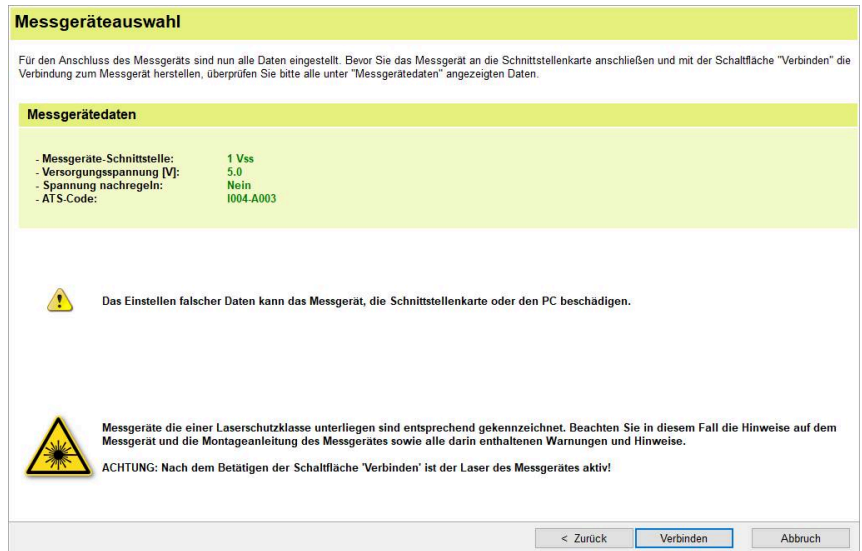 Messgeräteauswahl
Für den Anschluss des Messgeräts sind nun alle Daten eingestellt. Bevor Sie das Messgerät an die Schnittstellenkarte anschließen und mit der Schaltfläche "Verbinden" die
Verbindung zum Messgerät herstellen, überprüfen Sie bitte alle unter "Messgerätedaten" angezeigten Daten.
Messgerätedaten
- Messgeräte-Schnittstelle: 1 Vss
- Versorgungsspannung [V]: 5.0
- Spannung nachregeln: Nein
- ATS-Code: I004-A003
Das Einstellen falscher Daten kann das Messgerät, die Schnittstellenkarte oder den PC beschädigen.
Messgeräte die einer Laserschutzklasse unterliegen sind entsprechend gekennzeichnet. Beachten Sie in diesem Fall die Hinweise auf dem
Messgerät und die Montageanleitung des Messgerätes sowie alle darin enthaltenen Warnungen und Hinweise.
ACHTUNG: Nach dem Betätigen der Schaltfläche 'Verbinden' ist der Laser des Messgerätes aktiv!
< Zurück Verbinden Abbruch